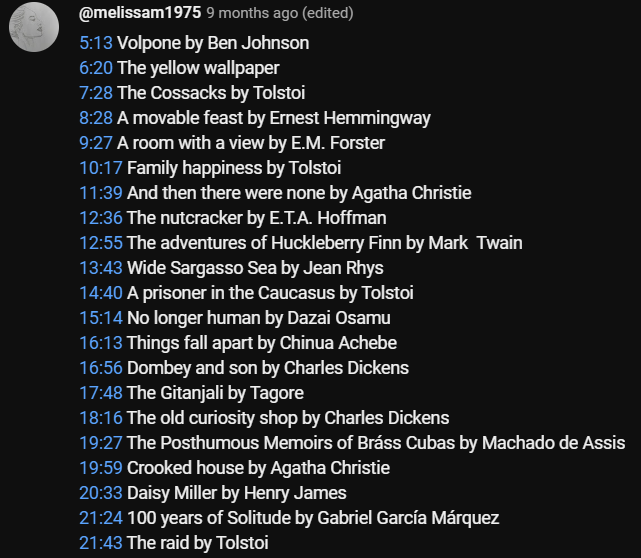 @melissam1975 9 months ago (edited)
5:13 Volpone by Ben Johnson
6:20 The yellow wallpaper
7:28 The Cossacks by Tolstoi
8:28 A movable feast by Ernest Hemmingway
9:27 A room with a view by E.M. Forster
10:17 Family happiness by Tolstoi
11:39 And then there were none by Agatha Christie
12:36 The nutcracker by E.T.A. Hoffman
12:55 The adventures of Huckleberry Finn by Mark  Twain
13:43 Wide Sargasso Sea by Jean Rhys
14:40 A prisoner in the Caucasus by Tolstoi
15:14 No longer human by Dazai Osamu
16:13 Things fall apart by Chinua Achebe
16:56 Dombey and son by Charles Dickens
17:48 The Gitanjali by Tagore
18:16 The old curiosity shop by Charles Dickens
19:27 The Posthumous Memoirs of Bráss Cubas by Machado de Assis
19:59 Crooked house by Agatha Christie
20:33 Daisy Miller by Henry James
21:24 100 years of Solitude by Gabriel García Márquez
21:43 The raid by Tolstoi